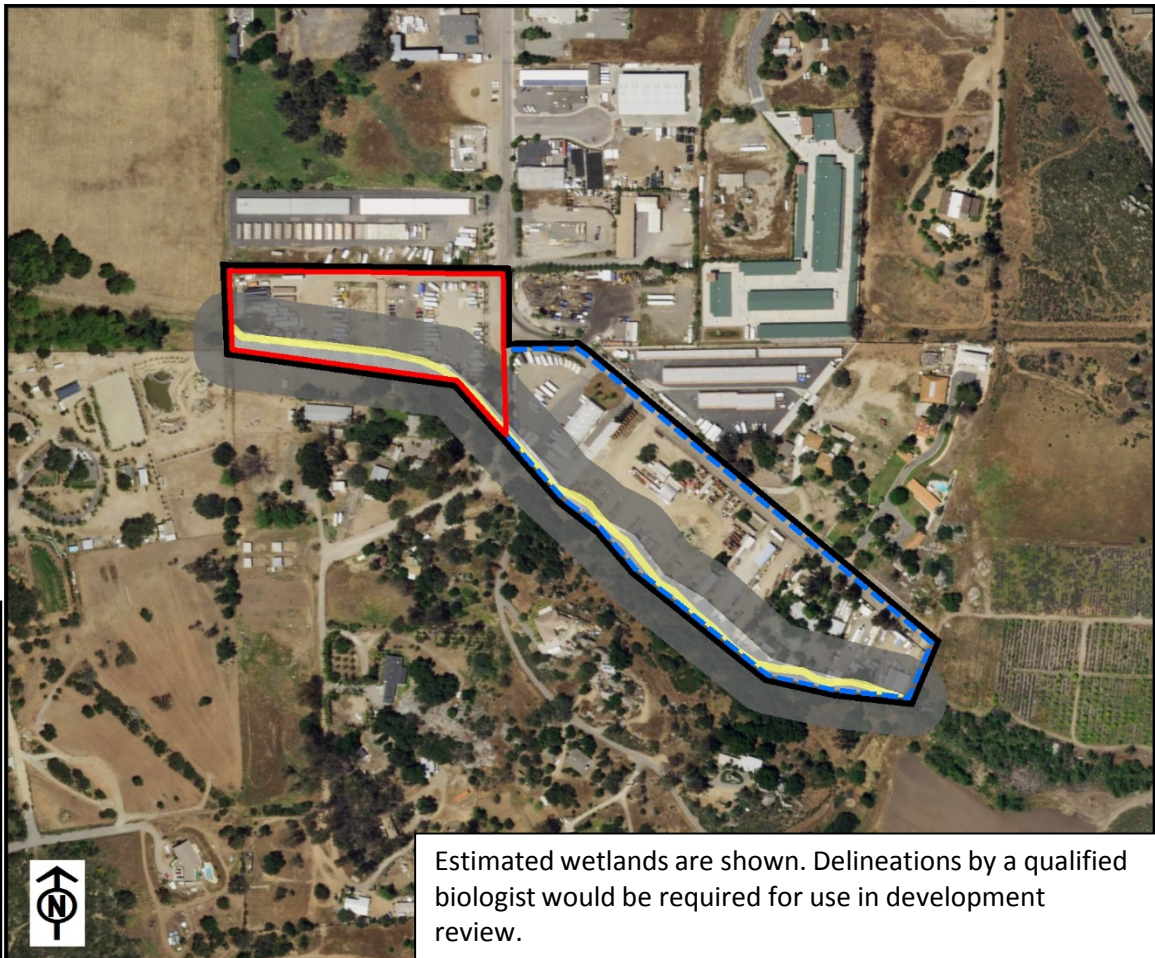 N
Estimated wetlands are shown. Delineations by a qualified
biologist would be required for use in development
review.